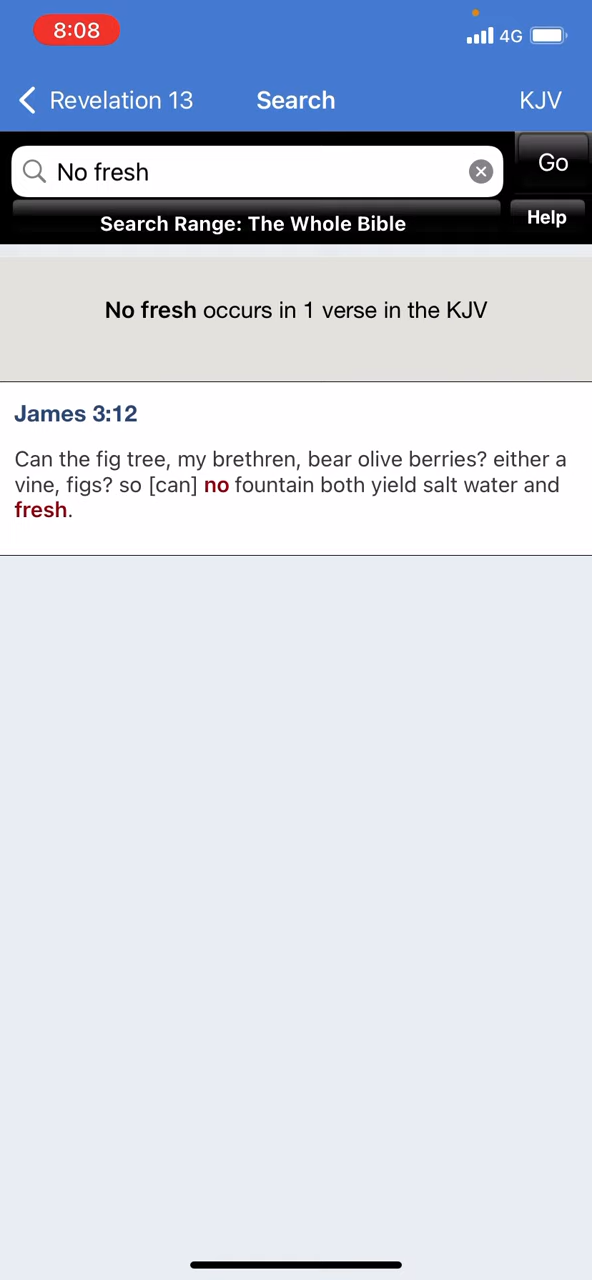 8:08
4G
Revelation 13
Search
KJV
No fresh
Go
Search Range: The Whole Bible
Help
No fresh occurs in 1 verse in the KJV
James 3:12
Can the fig tree, my brethren, bear olive berries? either a
vine, figs? so [can] no fountain both yield salt water and
fresh.